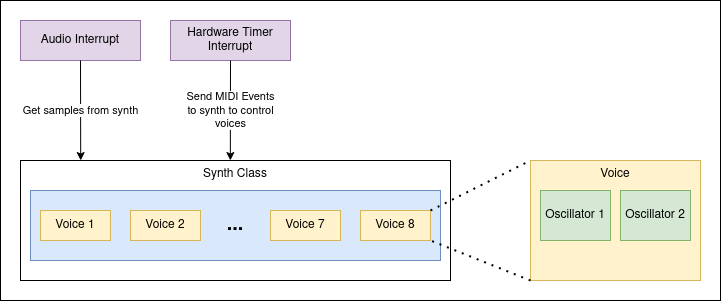 Audio Interrupt
Hardware Timer
Interrupt
Get samples from synth
Send MIDI Events
to synth to control
voices
Synth Class
Voice 1
Voice 2
...
Voice 7
Voice 8
Voice
Oscillator 1
Oscillator 2